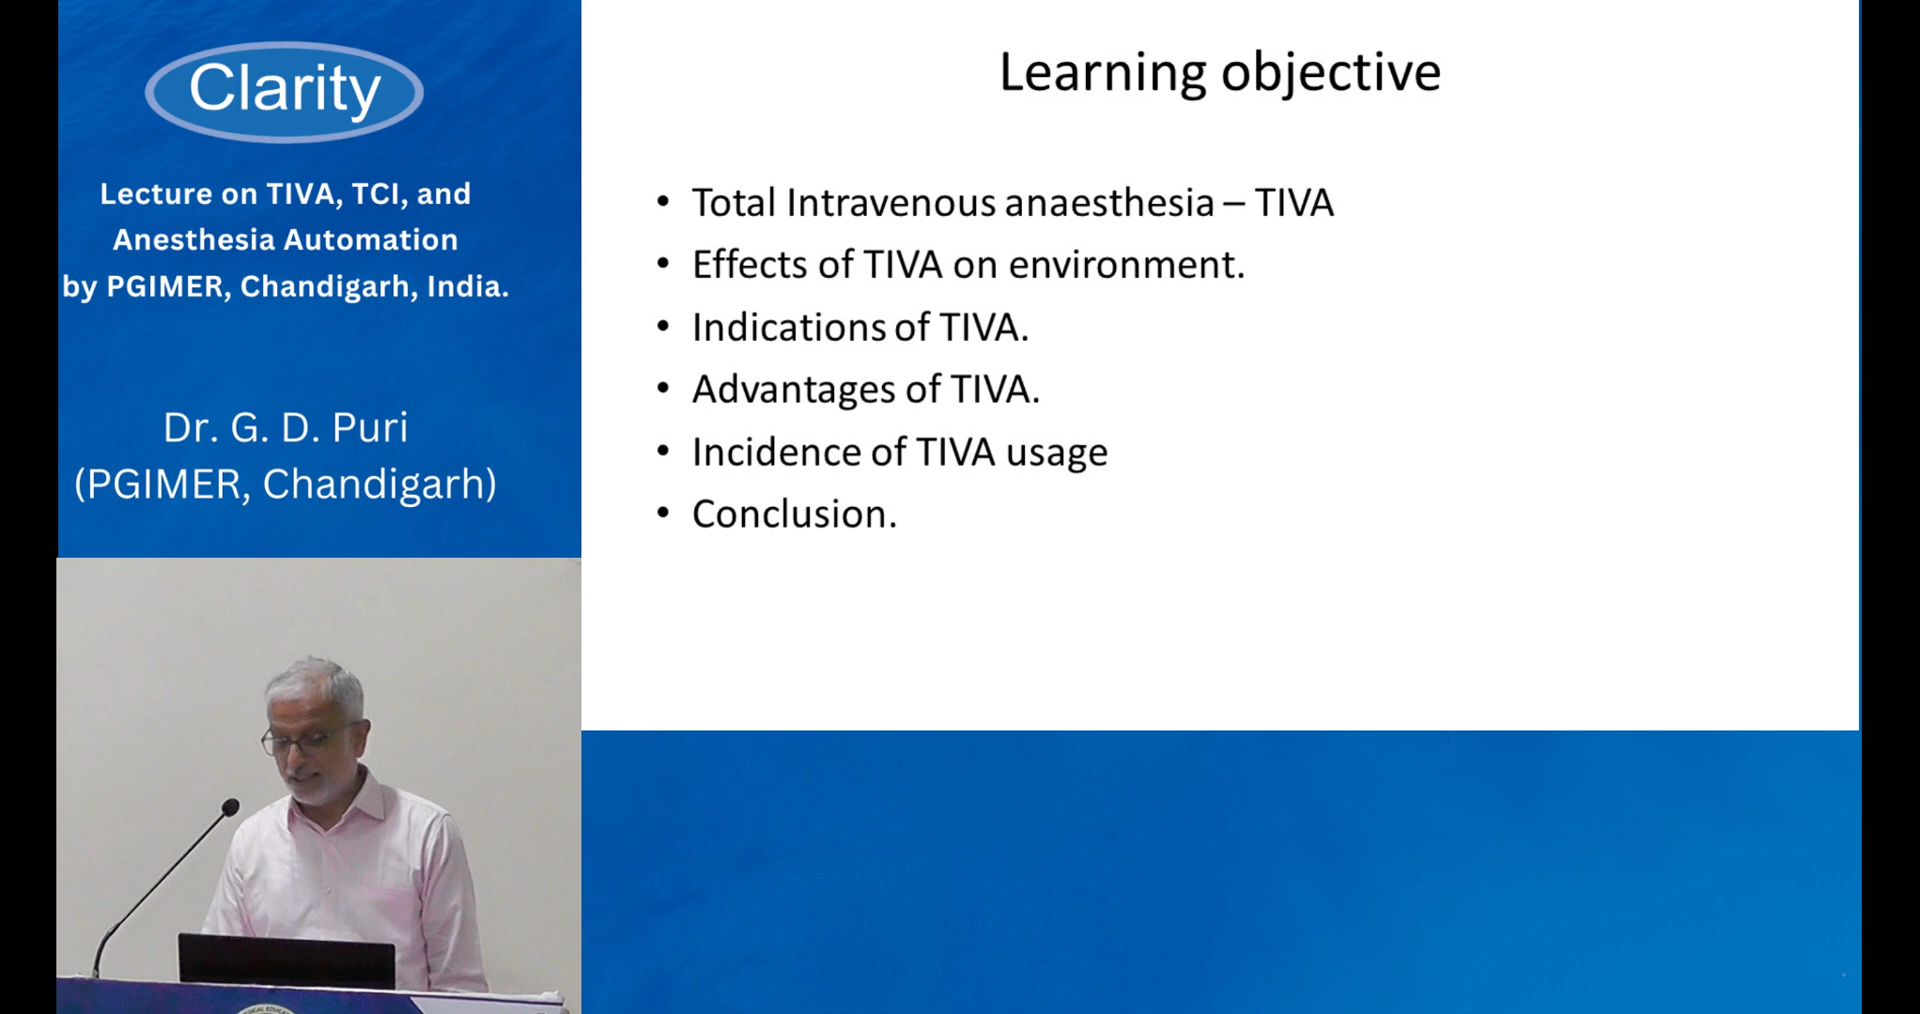 Clarity
Lecture on TIVA, TCI, and
Anesthesia Automation
by PGIMER, Chandigarh, India.
Dr. G. D. Puri
(PGIMER, Chandigarh)
Learning objective
• Total Intravenous anaesthesia – TIVA
• Effects of TIVA on environment.
• Indications of TIVA.
• Advantages of TIVA.
• Incidence of TIVA usage
• Conclusion.